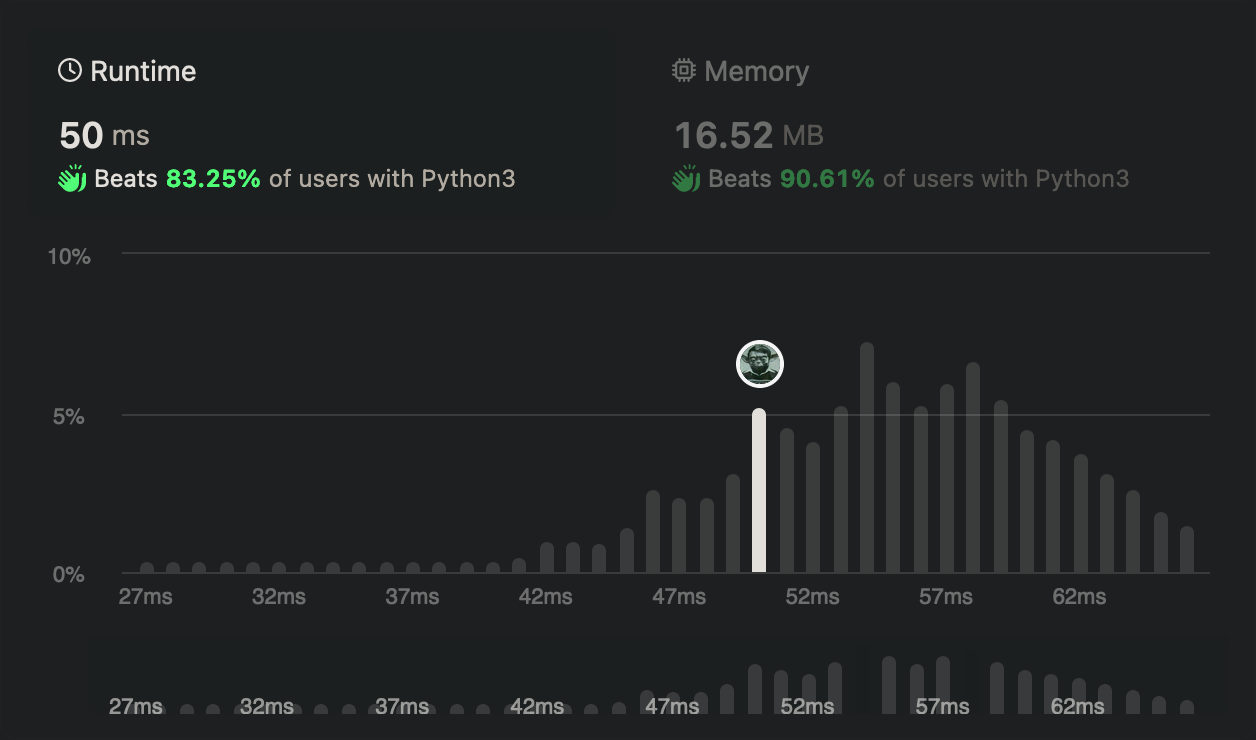 Runtime
50 ms
Beats 83.25% of users with Python3
Memory
16.52 MB
Beats 90.61% of users with Python3
10%
5%
0%
27ms 32ms 37ms 42ms 47ms 52ms 57ms 62ms
27ms 32ms 37ms 42ms 47ms 52ms 57ms 62ms